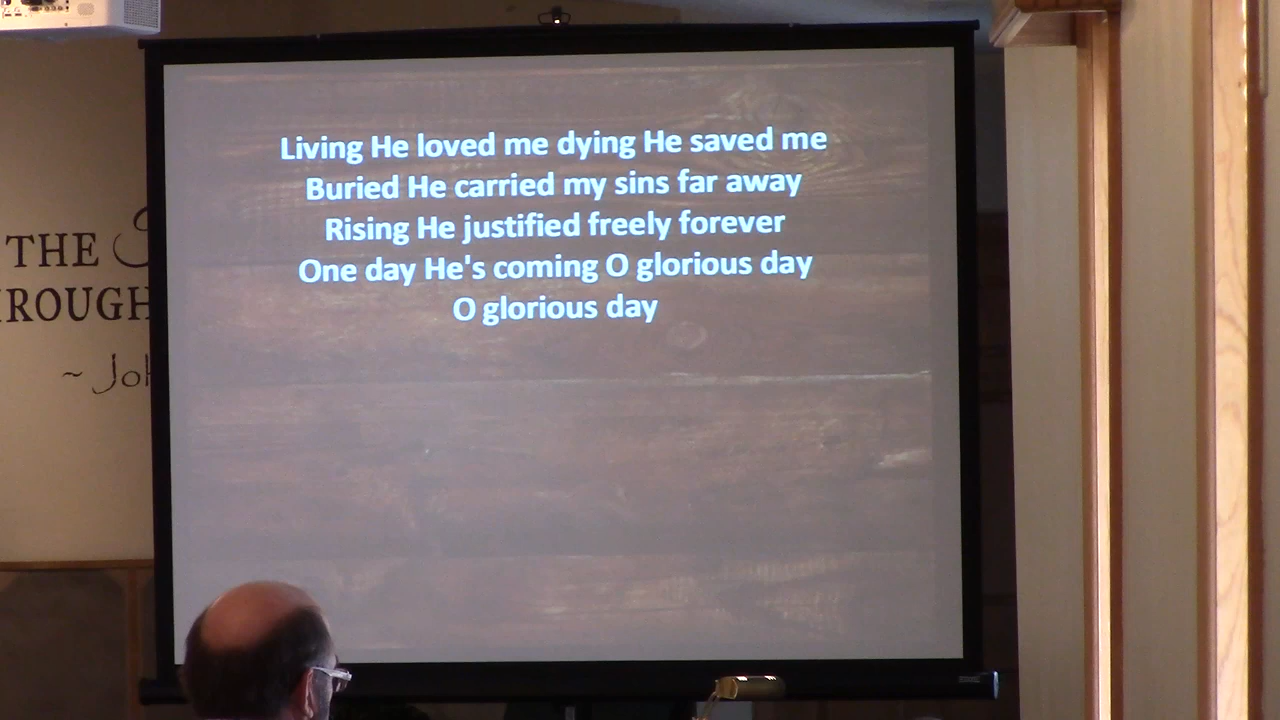 Living He loved me dying He saved me
Buried He carried my sins far away
Rising He justified freely forever
One day He's coming O glorious day
O glorious day
THE
ROUGH
~ Joh